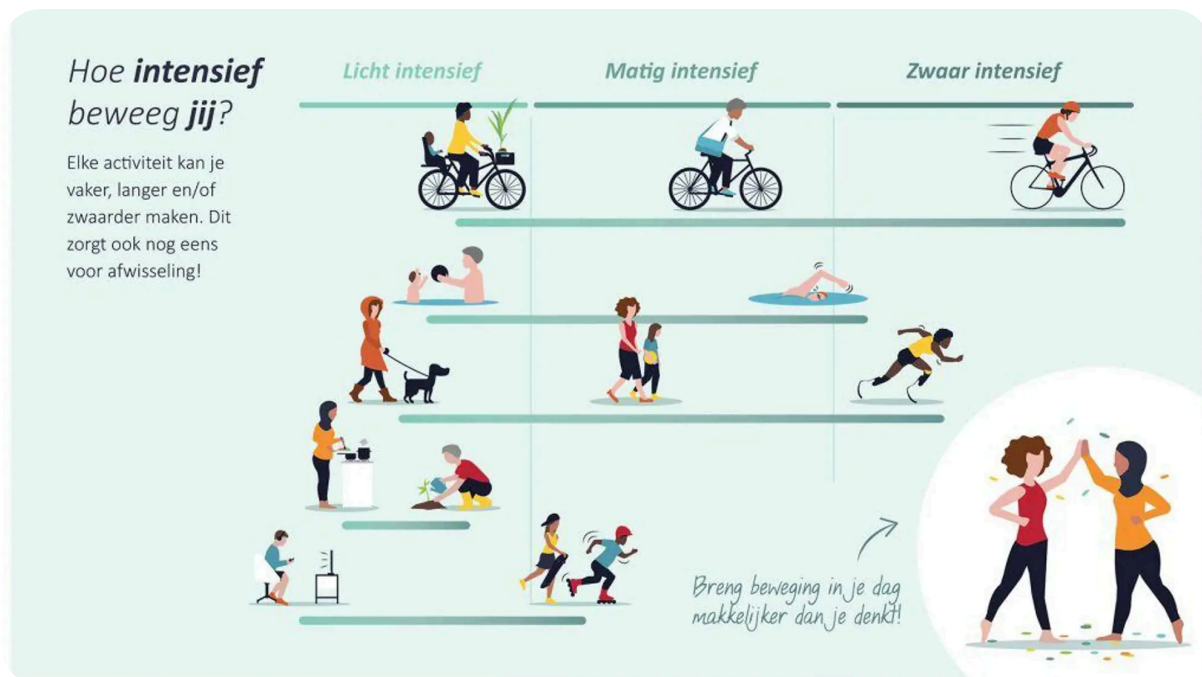 Hoe intensief
beweeg jij?
Elke activiteit kan je
vaker, langer en/of
zwaarder maken. Dit
zorgt ook nog eens
voor afwisseling!
Licht intensief
Matig intensief
Zwaar intensief
Breng beweging in je dag
makkelijker dan je denkt!